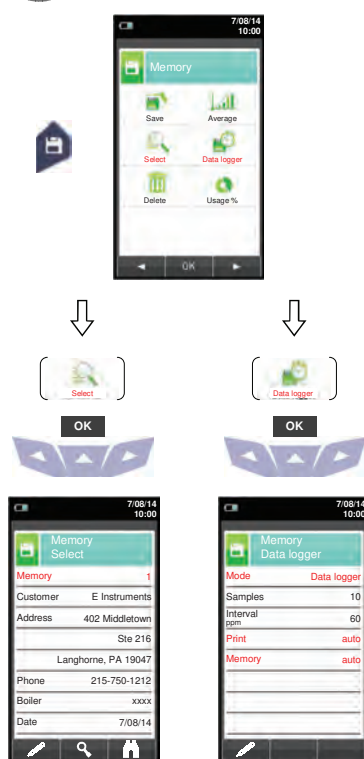 7/08/14
10:00
Memory
Save Average
Select Data logger
Delete Usage %
OK
Select
Data logger
OK
OK
7/08/14
10:00
Memory
Select
Memory 1
Customer E Instruments
Address 402 Middletown
Ste 216
Langhorne, PA 19047
Phone 215-750-1212
Boiler xxxx
Date 7/08/14
7/08/14
10:00
Memory
Data logger
Mode Data logger
Samples 10
Interval 60
ppm
Print auto
Memory auto